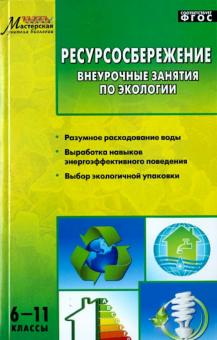 СООТВЕТСТВУЕТ
ФГОС
Мастерская
учителя экологии
РЕСУРСОСБЕРЕЖЕНИЕ
ВНЕУРОЧНЫЕ ЗАНЯТИЯ
ПО ЭКОЛОГИИ
• Разумное расходование воды
• Выработка навыков
энергоэффективного поведения
• Выбор экологичной упаковки
6–11
КЛАССЫ